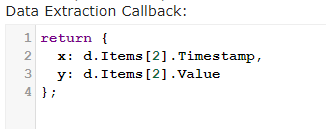 Data Extraction Callback:
1 return {
2   x: d.Items[2].Timestamp,
3   y: d.Items[2].Value
4 };